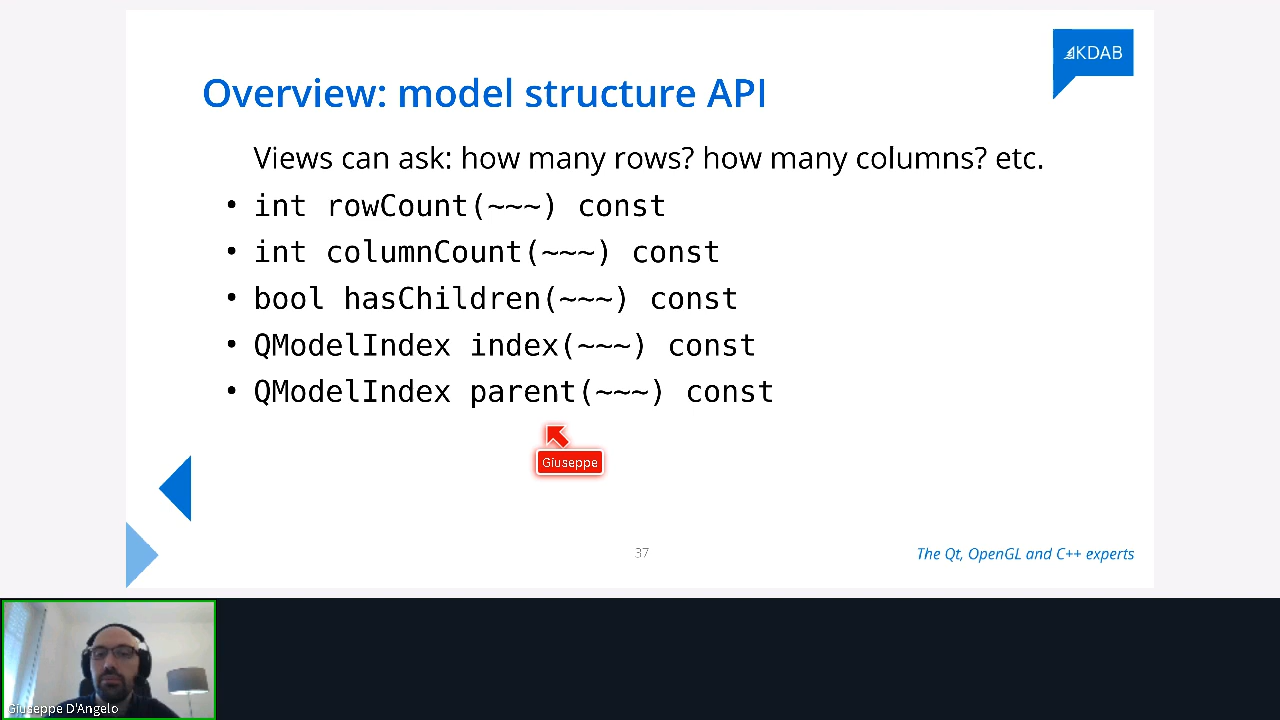 KDAB
Overview: model structure API
Views can ask: how many rows? how many columns? etc.
• int rowCount(~~~) const
• int columnCount(~~~) const
• bool hasChildren(~~~) const
• QModelIndex index(~~~) const
• QModelIndex parent(~~~) const
Giuseppe
37
The Qt, OpenGL and C++ experts
Giuseppe D'Angelo